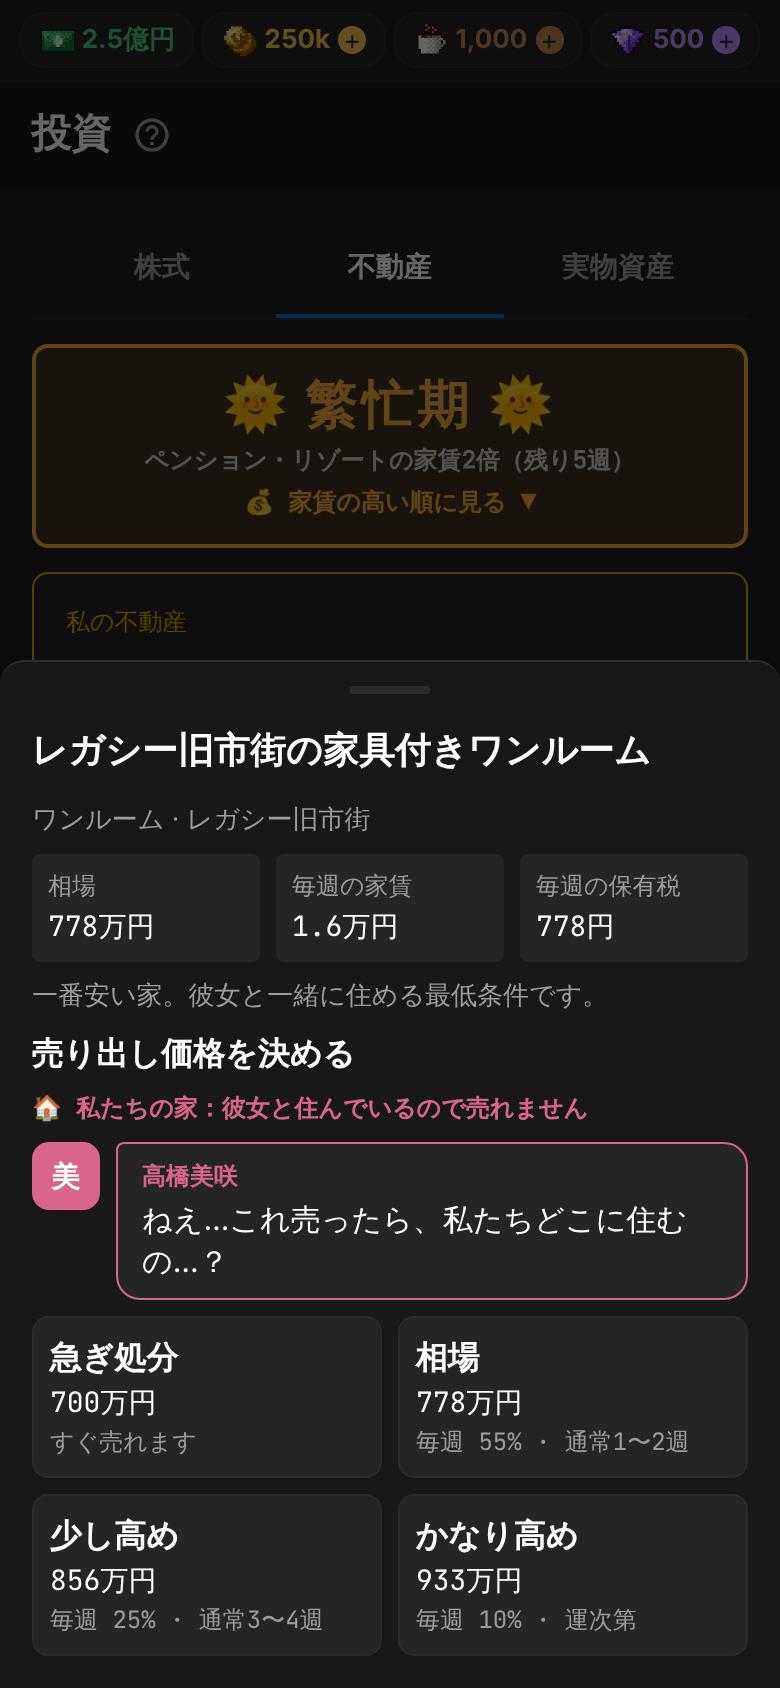 2.5億円 250k + 1,000 + 500 +
投資 ?
株式 不動産 実物資産
繁忙期
ペンション・リゾートの家賃2倍（残り5週）
家賃の高い順に見る ▼
私の不動産
レガシー旧市街の家具付きワンルーム
ワンルーム · レガシー旧市街
相場 毎週の家賃 毎週の保有税
778万円 1.6万円 778円
一番安い家。彼女と一緒に住める最低条件です。
売り出し価格を決める
私たちの家：彼女と住んでいるので売れません
美
高橋美咲
ねえ…これ売ったら、私たちどこに住む
の…？
急ぎ処分
700万円
すぐ売れます
相場
778万円
毎週 55% · 通常1〜2週
少し高め
856万円
毎週 25% · 通常3〜4週
かなり高め
933万円
毎週 10% · 運次第